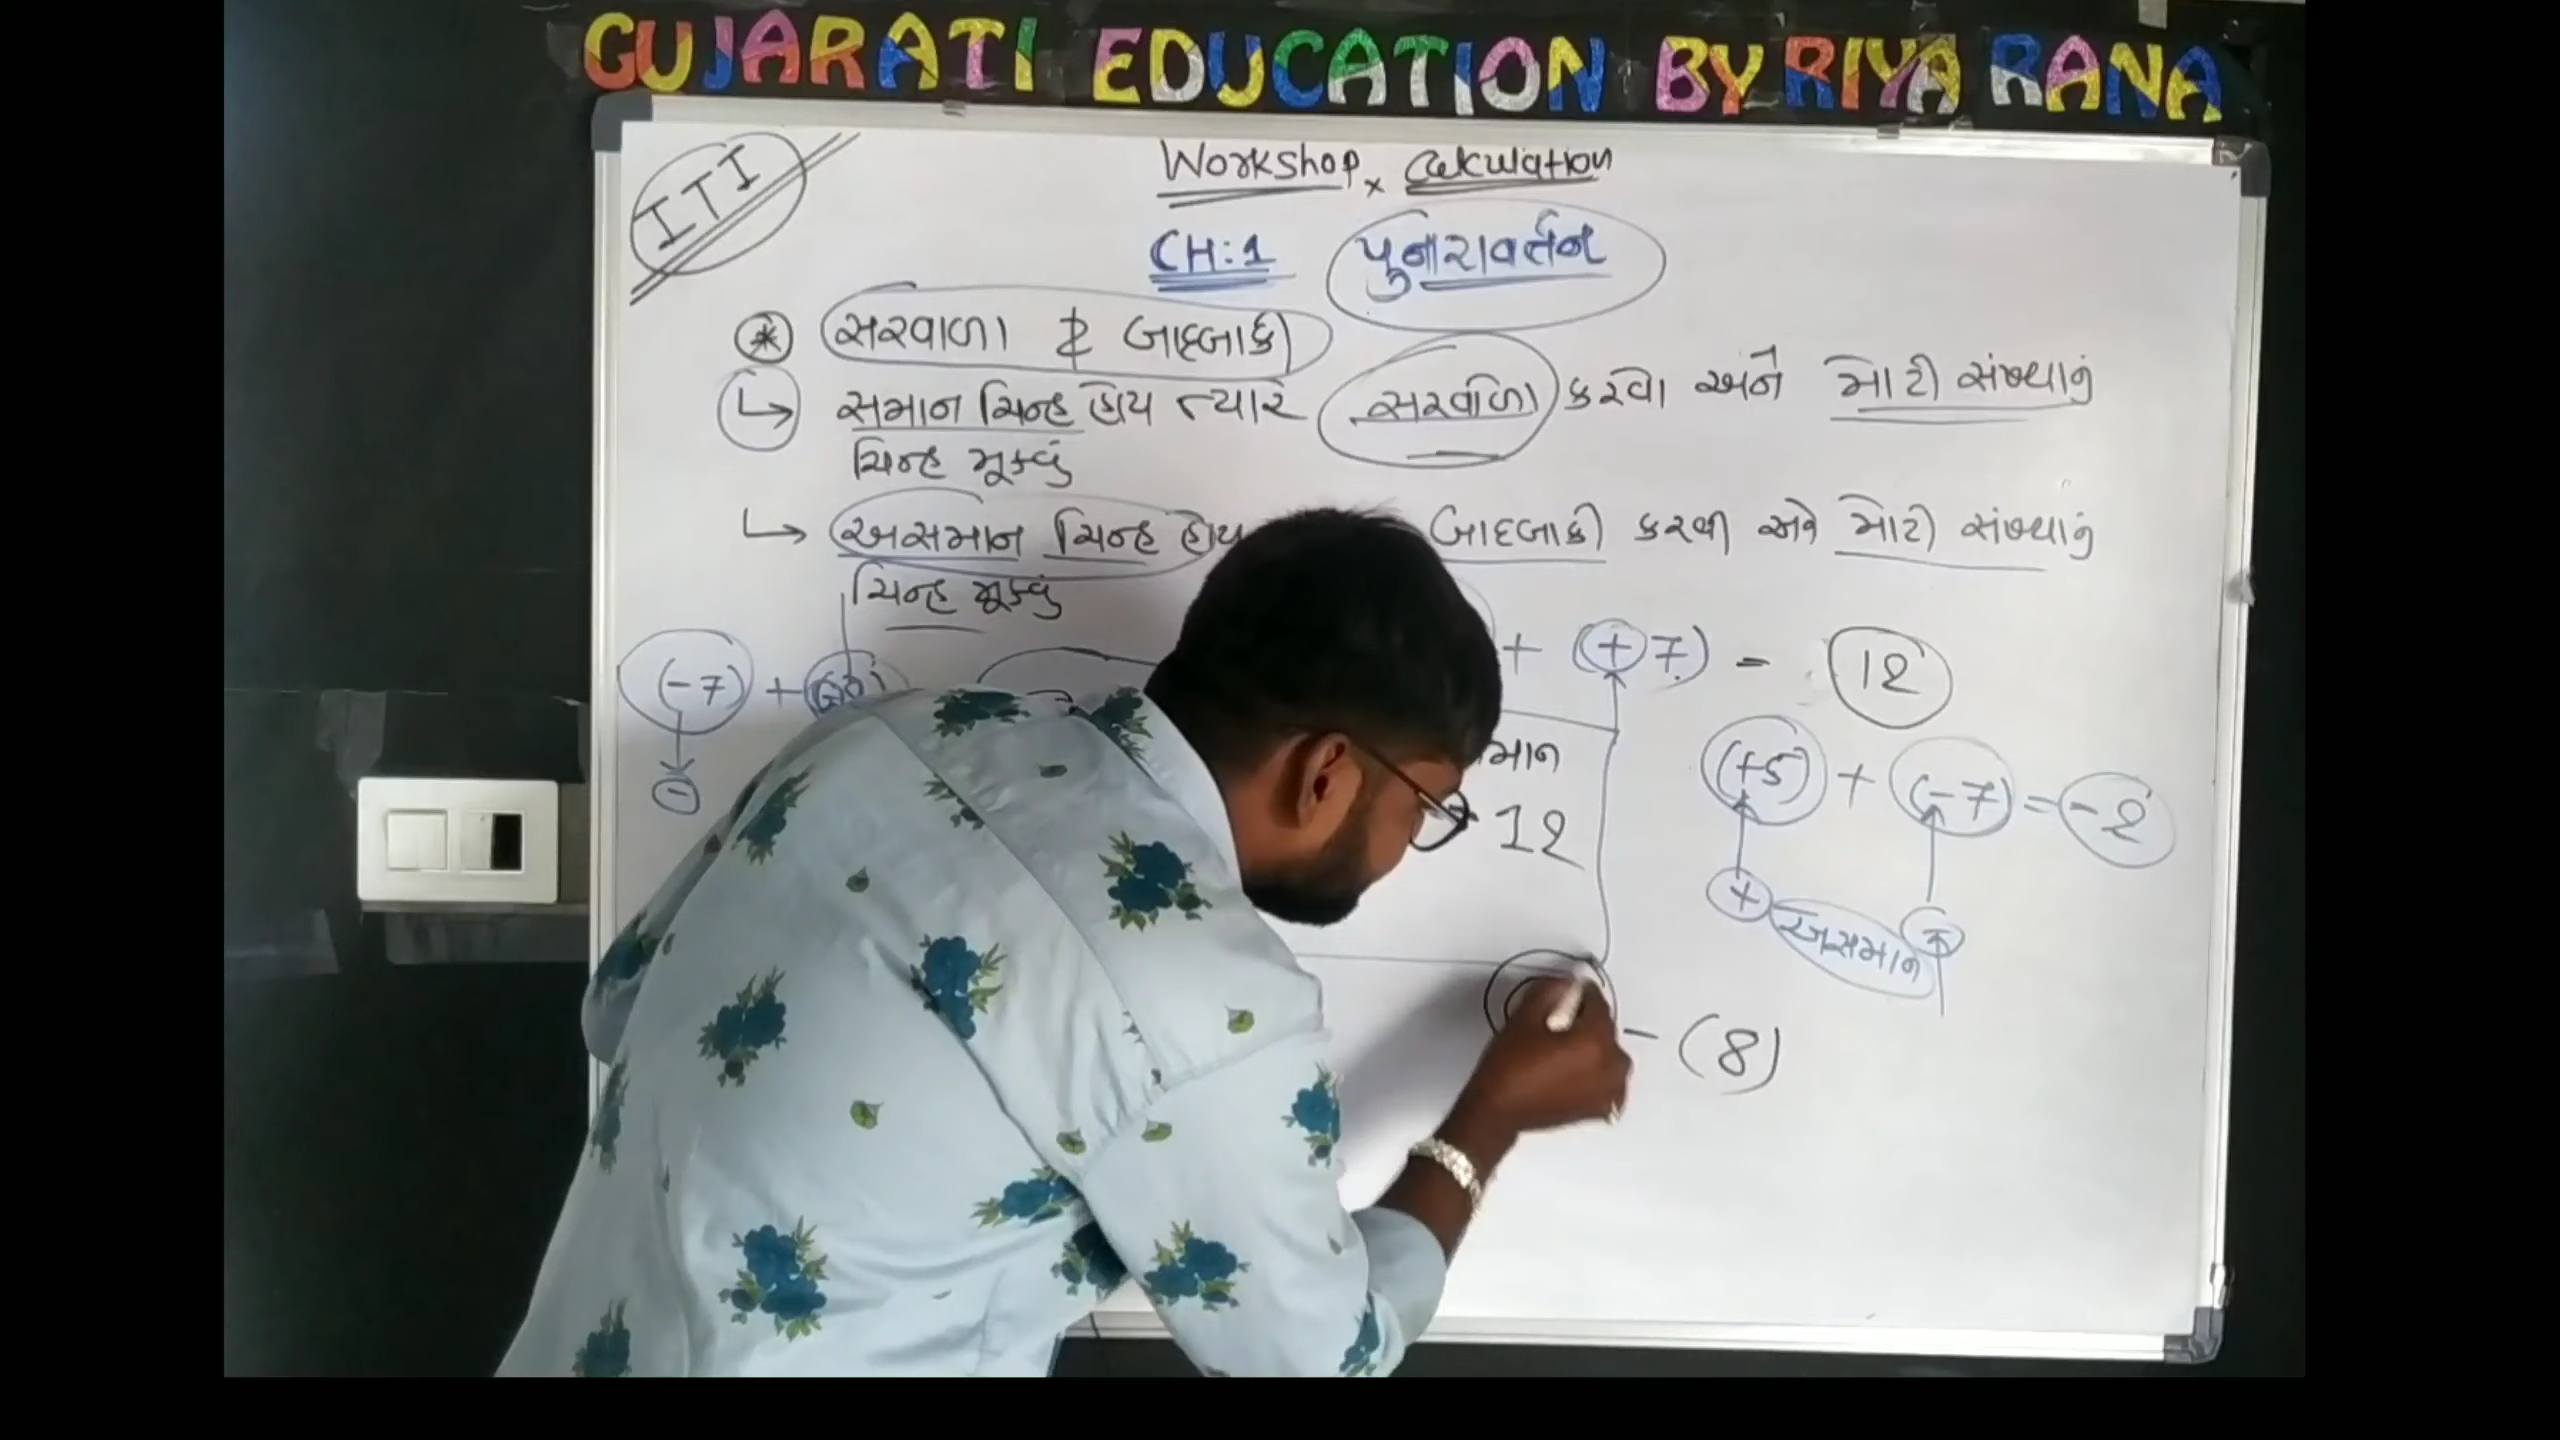 GUJARATI EDUCATION BY RIYA RANA
ITI
Workshop Calculation
CH:1 પુનરાવર્તન
સરવાળા & બાદબાકી
સમાન ચિન્હ હોય ત્યારે સરવાળા કરવા અને મોટી સંખ્યાનું
ચિન્હ મૂકવું
અસમાન ચિન્હ હોય બાદબાકી કરવી અને મોટી સંખ્યાનું
ચિન્હ મૂકવું
(-7) +
-
+ (+7) = 12
માન
12
(+5) + (-7) = -2
+ અસમાન
- (8)